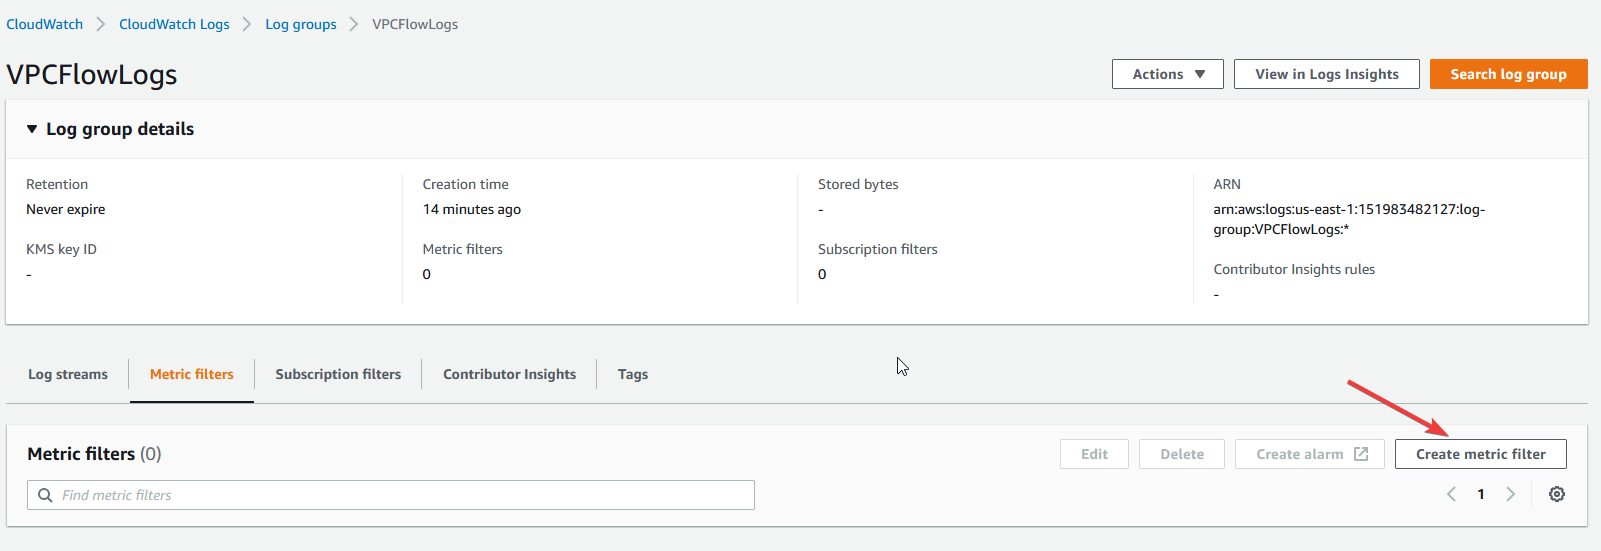 CloudWatch > CloudWatch Logs > Log groups > VPCFlowLogs
VPCFlowLogs
Actions ▼ View in Logs Insights Search log group
▼ Log group details
Retention
Never expire
KMS key ID
-
Creation time
14 minutes ago
Metric filters
0
Stored bytes
-
Subscription filters
0
ARN
arn:aws:logs:us-east-1:151983482127:log-
group:VPCFlowLogs:*
Contributor Insights rules
-
Log streams Metric filters Subscription filters Contributor Insights Tags
Metric filters (0)
Edit Delete Create alarm Create metric filter
Find metric filters
< 1 >